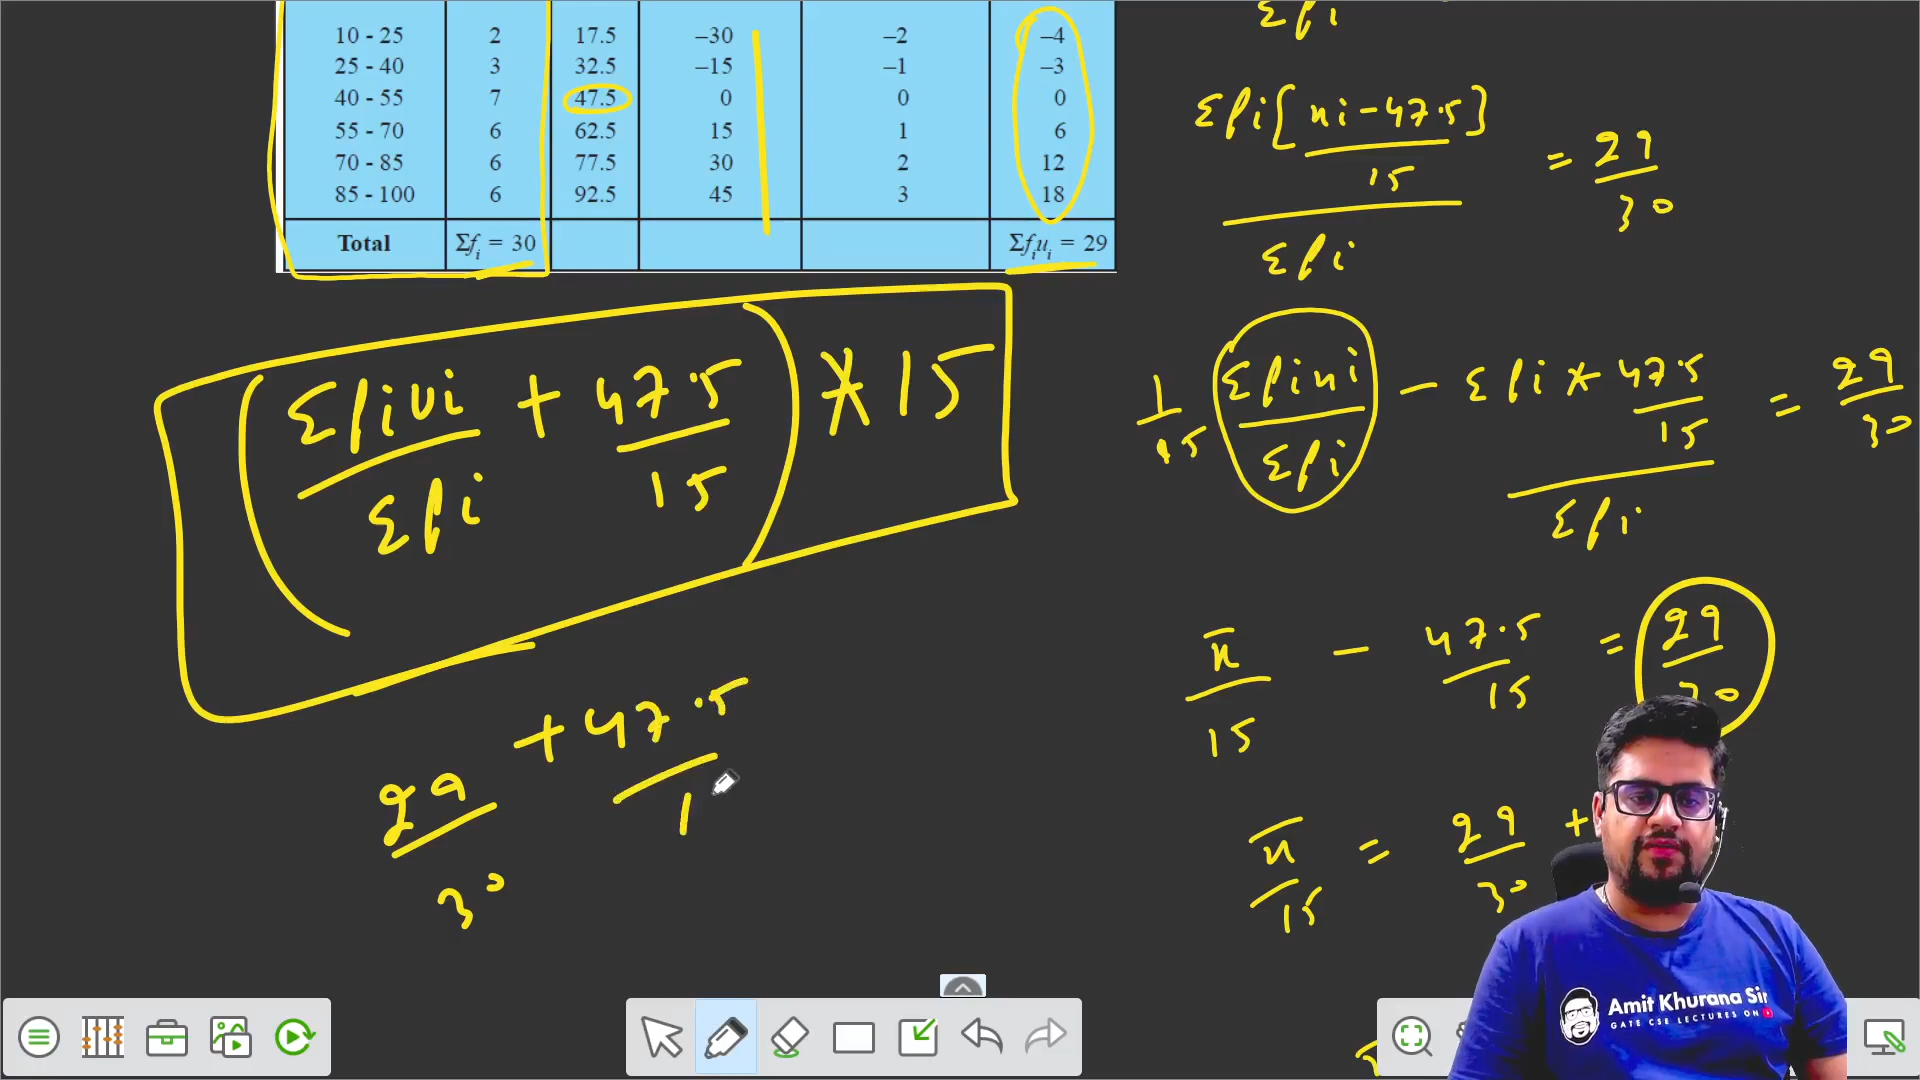 10 - 25 2 17.5 –30 –2 –4
25 - 40 3 32.5 –15 –1 –3
40 - 55 7 47.5 0 0 0
55 - 70 6 62.5 15 1 6
70 - 85 6 77.5 30 2 12
85 - 100 6 92.5 45 3 18
Total Σfi = 30 Σfiui = 29
(Σfiui/Σfi + 47.5/15) * 15
29/30 + 47.5/1
Σfi
Σfi[xi - 47.5/15]/Σfi = 29/30
1/15 Σfixi/Σfi - Σfi * 47.5/15/Σfi = 29/30
x̄/15 - 47.5/15 = 29/30
x̄/15 = 29/30 +
Amit Khurana Sir
GATE CSE LECTURES ON